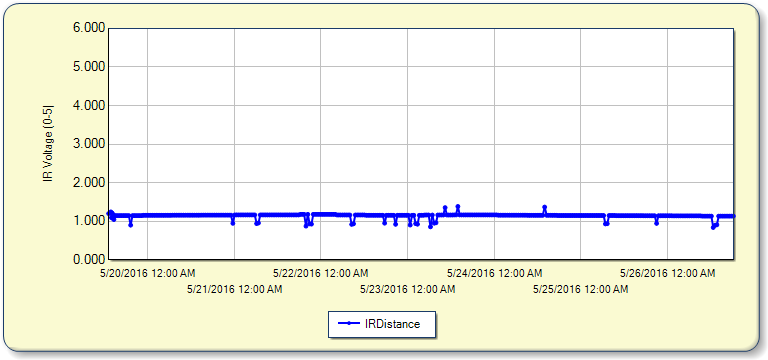 6.000
5.000
4.000
3.000
2.000
1.000
0.000
IR Voltage (0-5|
5/20/2016 12:00 AM
5/22/2016 12:00 AM
5/24/2016 12:00 AM
5/26/2016 12:00 AM
5/21/2016 12:00 AM
5/23/2016 12:00 AM
5/25/2016 12:00 AM
IRDistance